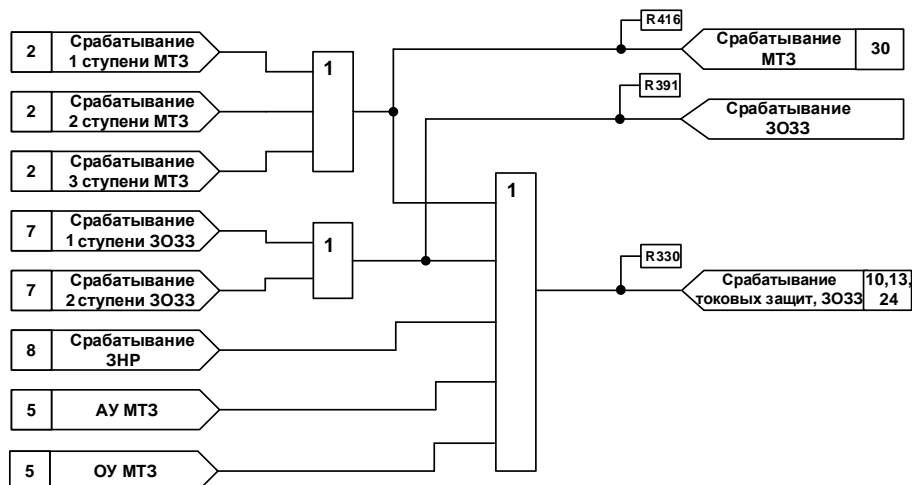 R416
2
Срабатывание
1 ступени МТЗ
1
Срабатывание
МТЗ
30
R391
2
Срабатывание
2 ступени МТЗ
Срабатывание
ЗОЗЗ
2
Срабатывание
3 ступени МТЗ
1
7
Срабатывание
1 ступени ЗОЗЗ
1
R330
7
Срабатывание
2 ступени ЗОЗЗ
Срабатывание
токовых защит, ЗОЗЗ
10,13,
24
8
Срабатывание
ЗНР
5
АУ МТЗ
5
ОУ МТЗ